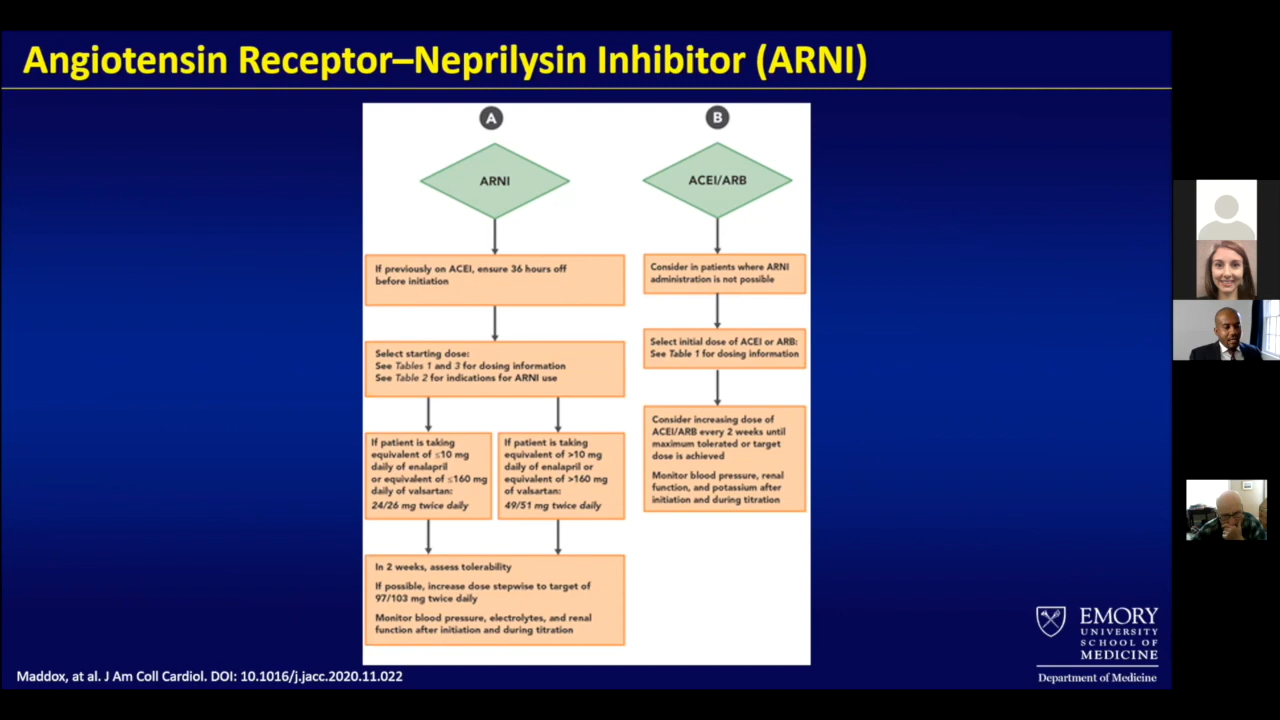 Angiotensin Receptor–Neprilysin Inhibitor (ARNI)
A
ARNI
If previously on ACEI, ensure 36 hours off
before initiation
Select starting dose:
See Tables 1 and 3 for dosing information
See Table 2 for indications for ARNI use
If patient is taking
equivalent of ≤10 mg
daily of enalapril
or equivalent of ≤160 mg
daily of valsartan:
24/26 mg twice daily
If patient is taking
equivalent of >10 mg
daily of enalapril or
equivalent of >160 mg
of valsartan:
49/51 mg twice daily
In 2 weeks, assess tolerability
If possible, increase dose stepwise to target of
97/103 mg twice daily
Monitor blood pressure, electrolytes, and renal
function after initiation and during titration
B
ACEI/ARB
Consider in patients where ARNI
administration is not possible
Select initial dose of ACEI or ARB:
See Table 1 for dosing information
Consider increasing dose of
ACEI/ARB every 2 weeks until
maximum tolerated or target
dose is achieved
Monitor blood pressure, renal
function, and potassium after
initiation and during titration
Maddox, at al. J Am Coll Cardiol. DOI: 10.1016/j.jacc.2020.11.022
EMORY
UNIVERSITY
SCHOOL OF
MEDICINE
Department of Medicine